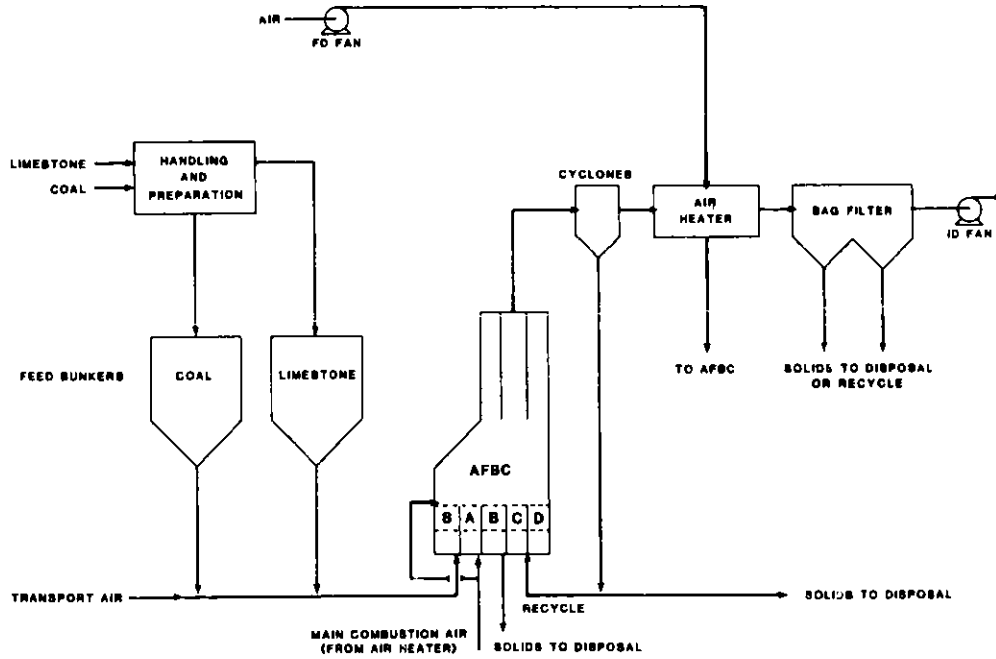 AIR
FD FAN
LIMESTONE
COAL
HANDLING
AND
PREPARATION
CYCLONES
AIR
HEATER
BAG FILTER
ID FAN
FEED BUNKERS
COAL
LIMESTONE
TO AFBC
SOLIDS TO DISPOSAL
OR RECYCLE
AFBC
B A B C D
TRANSPORT AIR
RECYCLE
SOLIDS TO DISPOSAL
MAIN COMBUSTION AIR
(FROM AIR HEATER)
SOLIDS TO DISPOSAL